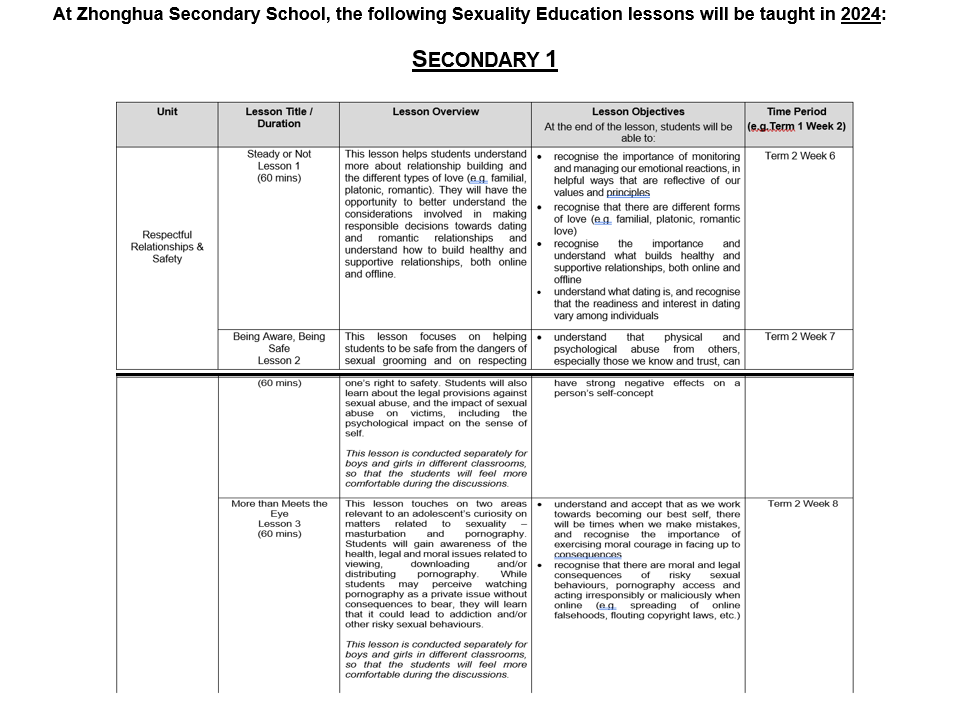 At Zhonghua Secondary School, the following Sexuality Education lessons will be taught in 2024:
SECONDARY 1
Unit
Lesson Title /
Duration
Lesson Overview
Lesson Objectives
At the end of the lesson, students will be
able to:
Time Period
(e.g.Term 1 Week 2)
Respectful
Relationships &
Safety
Steady or Not
Lesson 1
(60 mins)
This lesson helps students understand
more about relationship building and
the different types of love (e.g. familial,
platonic, romantic). They will have the
opportunity to better understand the
considerations involved in making
responsible decisions towards dating
and romantic relationships and
understand how to build healthy and
supportive relationships, both online
and offline.
• recognise the importance of monitoring
and managing our emotional reactions, in
helpful ways that are reflective of our
values and principles
• recognise that there are different forms
of love (e.g. familial, platonic, romantic
love)
• recognise the importance and
understand what builds healthy and
supportive relationships, both online and
offline
• understand what dating is, and recognise
that the readiness and interest in dating
vary among individuals
Term 2 Week 6
Being Aware, Being
Safe
Lesson 2
This lesson focuses on helping
students to be safe from the dangers of
sexual grooming and on respecting
• understand that physical and
psychological abuse from others,
especially those we know and trust, can
Term 2 Week 7
(60 mins)
one's right to safety. Students will also
learn about the legal provisions against
sexual abuse, and the impact of sexual
abuse on victims, including the
psychological impact on the sense of
self.
This lesson is conducted separately for
boys and girls in different classrooms,
so that the students will feel more
comfortable during the discussions.
have strong negative effects on a
person's self-concept
More than Meets the
Eye
Lesson 3
(60 mins)
This lesson touches on two areas
relevant to an adolescent's curiosity on
matters related to sexuality –
masturbation and pornography.
Students will gain awareness of the
health, legal and moral issues related to
viewing, downloading and/or
distributing pornography. While
students may perceive watching
pornography as a private issue without
consequences to bear, they will learn
that it could lead to addiction and/or
other risky sexual behaviours.
This lesson is conducted separately for
boys and girls in different classrooms,
so that the students will feel more
comfortable during the discussions.
• understand and accept that as we work
towards becoming our best self, there
will be times when we make mistakes,
and recognise the importance of
exercising moral courage in facing up to
consequences
• recognise that there are moral and legal
consequences of risky sexual
behaviours, pornography access and
acting irresponsibly or maliciously when
online (e.g. spreading of online
falsehoods, flouting copyright laws, etc.)
Term 2 Week 8